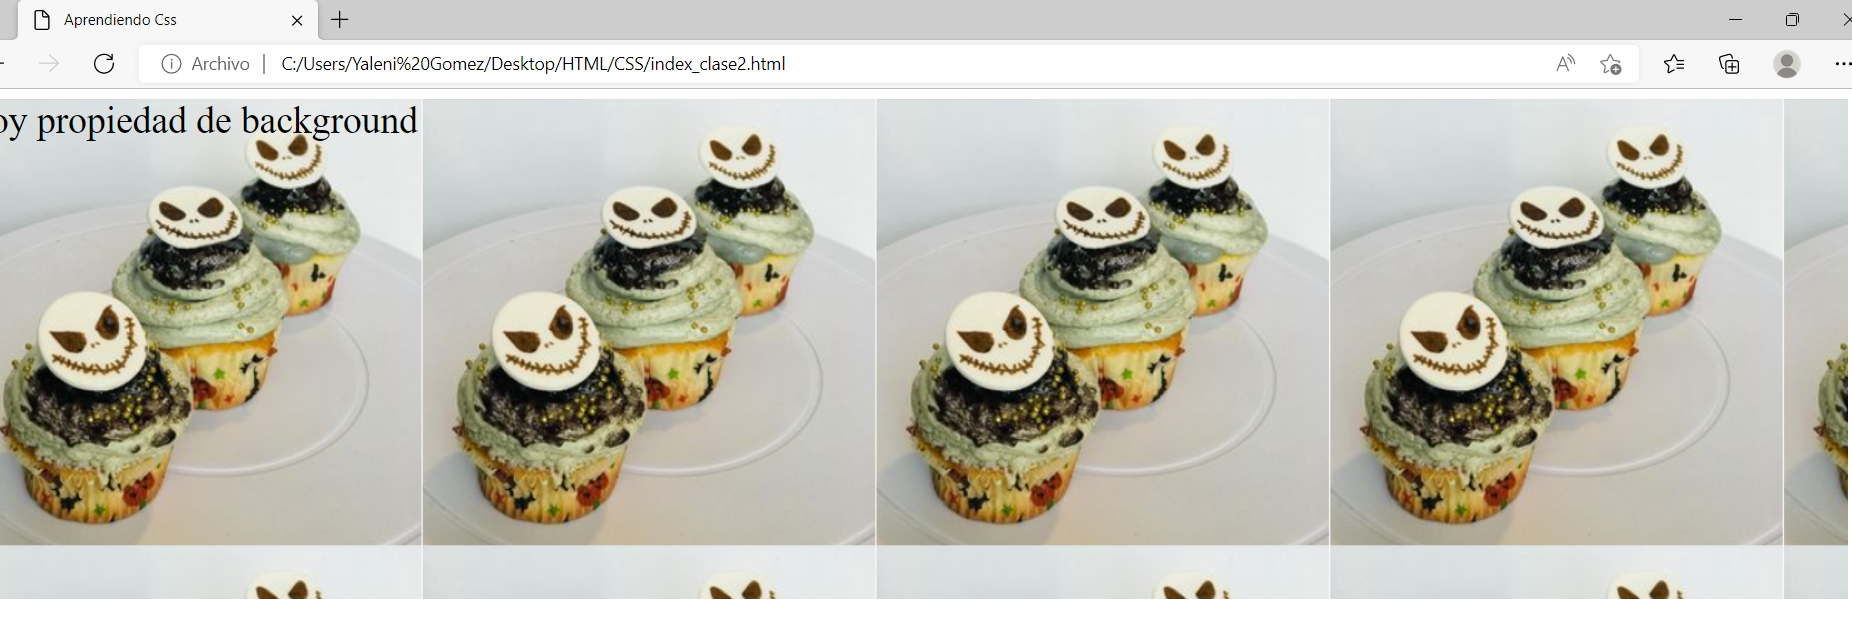 Aprendiendo Css
Archivo
C:/Users/Yaleni%20Gomez/Desktop/HTML/CSS/index_clase2.html
propiedad de background